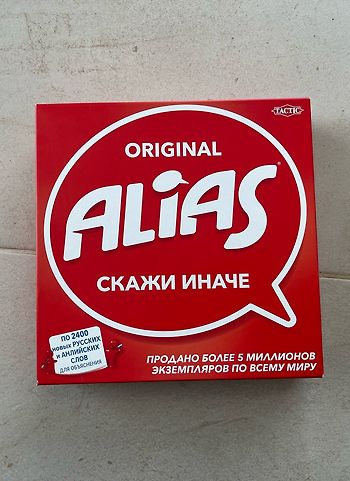 TACTIC
ORIGINAL
ALIAS®
СКАЖИ ИНАЧЕ
ПО 2400
новых РУССКИХ
и АНГЛИЙСКИХ
СЛОВ
ДЛЯ ОБЪЯСНЕНИЯ
ПРОДАНО БОЛЕЕ 5 МИЛЛИОНОВ
ЭКЗЕМПЛЯРОВ ПО ВСЕМУ МИРУ